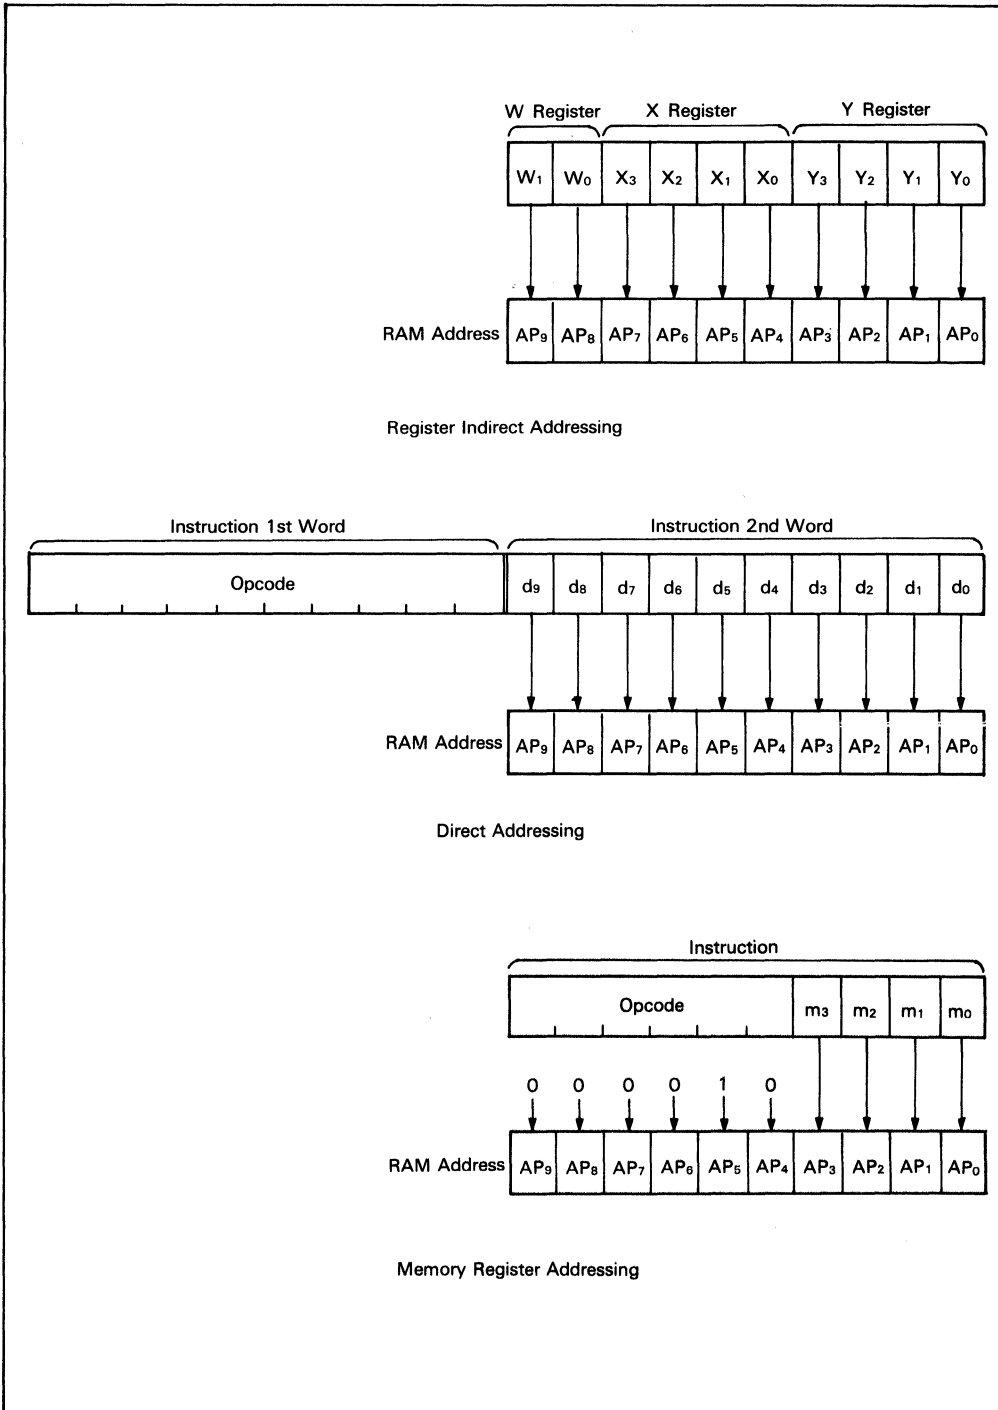 W Register X Register Y Register
W₁ W₀ X₃ X₂ X₁ X₀ Y₃ Y₂ Y₁ Y₀
RAM Address AP₉ AP₈ AP₇ AP₆ AP₅ AP₄ AP₃ AP₂ AP₁ AP₀
Register Indirect Addressing
Instruction 1st Word Instruction 2nd Word
Opcode d₉ d₈ d₇ d₆ d₅ d₄ d₃ d₂ d₁ d₀
RAM Address AP₉ AP₈ AP₇ AP₆ AP₅ AP₄ AP₃ AP₂ AP₁ AP₀
Direct Addressing
Instruction
Opcode m₃ m₂ m₁ m₀
0 0 0 0 1 0
RAM Address AP₉ AP₈ AP₇ AP₆ AP₅ AP₄ AP₃ AP₂ AP₁ AP₀
Memory Register Addressing